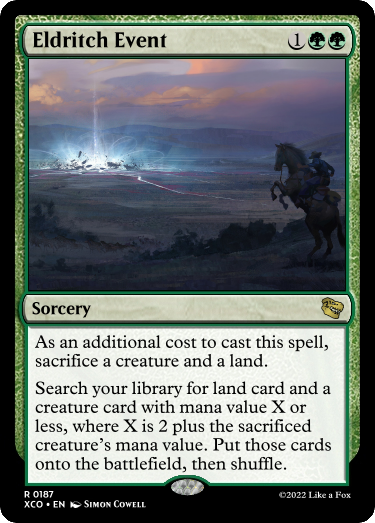 Eldritch Event 1
Sorcery
As an additional cost to cast this spell,
sacrifice a creature and a land.
Search your library for land card and a
creature card with mana value X or
less, where X is 2 plus the sacrificed
creature's mana value. Put those cards
onto the battlefield, then shuffle.
R 0187
XCO • EN SIMON COWELL
©2022 Like a Fox